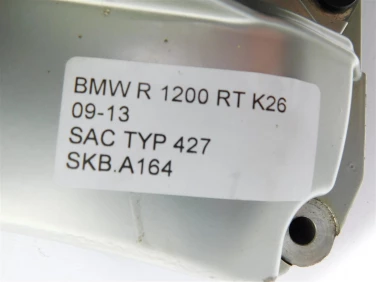 BMW R 1200 RT K26
09-13
SAC TYP 427
SKB.A164